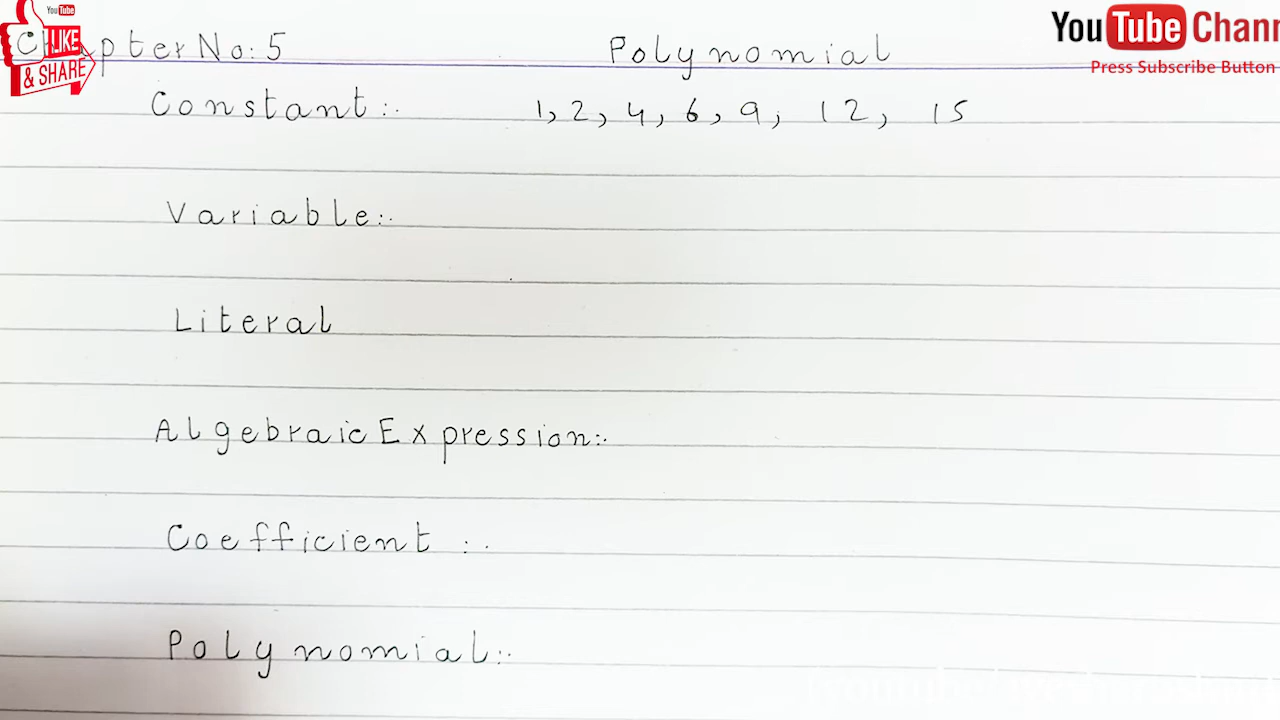 YouTube
LIKE
& SHARE
Chapter No:5 Polynomial
YouTube Chann
Press Subscribe Button
Constant:. 1, 2, 4, 6, 9, 12, 15
Variable:.
Literal
Algebraic Expression:.
Coefficient :.
Polynomial:.